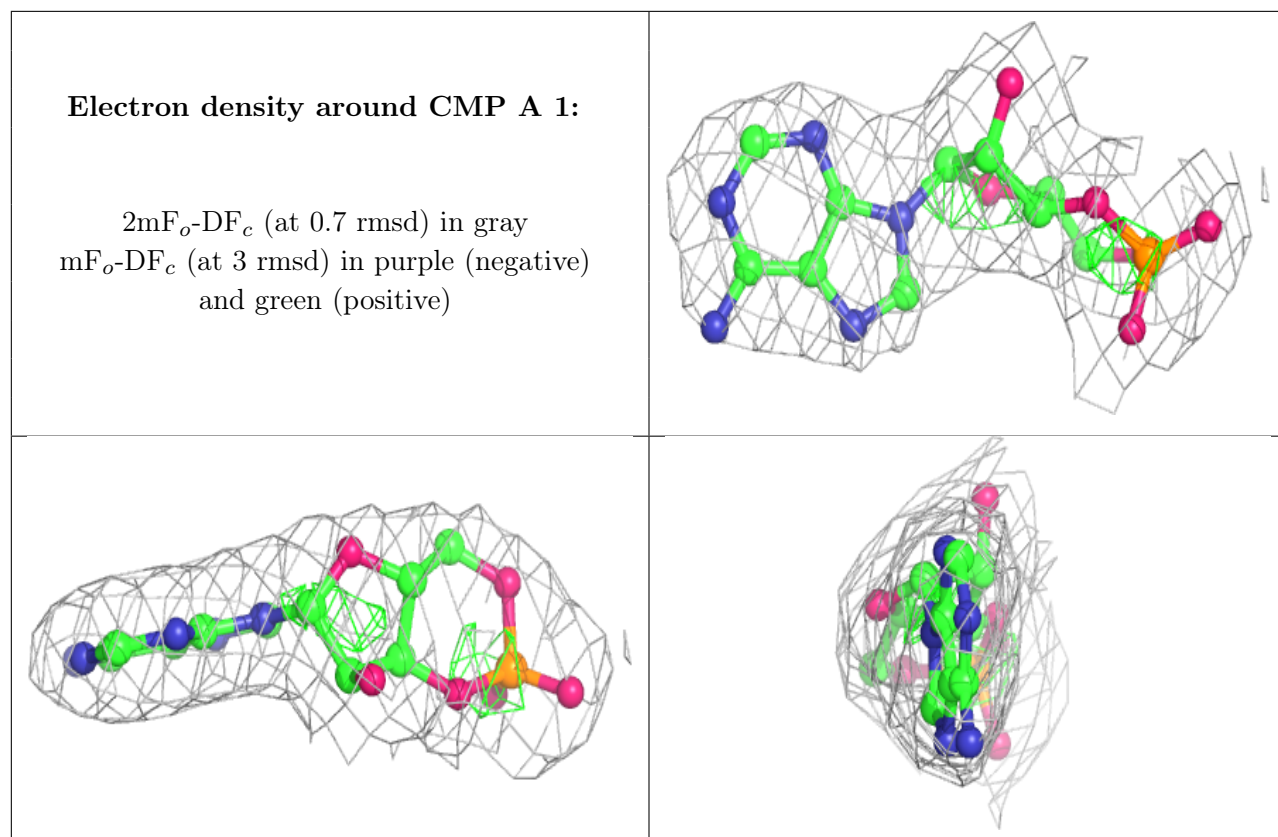 Electron density around CMP A 1:
2mFo-DFc (at 0.7 rmsd) in gray
mFo-DFc (at 3 rmsd) in purple (negative)
and green (positive)